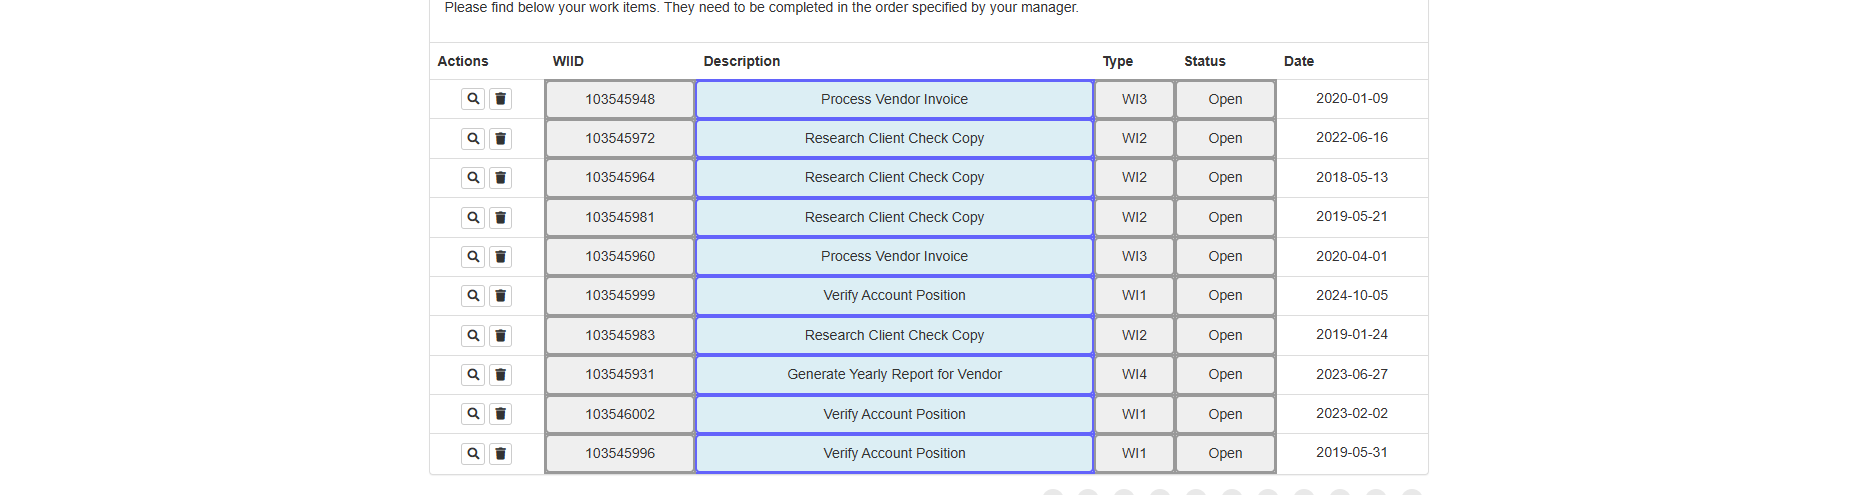 Please find below your work items. They need to be completed in the order specified by your manager.
Actions WIID Description Type Status Date
103545948 Process Vendor Invoice WI3 Open 2020-01-09
103545972 Research Client Check Copy WI2 Open 2022-06-16
103545964 Research Client Check Copy WI2 Open 2018-05-13
103545981 Research Client Check Copy WI2 Open 2019-05-21
103545960 Process Vendor Invoice WI3 Open 2020-04-01
103545999 Verify Account Position WI1 Open 2024-10-05
103545983 Research Client Check Copy WI2 Open 2019-01-24
103545931 Generate Yearly Report for Vendor WI4 Open 2023-06-27
103546002 Verify Account Position WI1 Open 2023-02-02
103545996 Verify Account Position WI1 Open 2019-05-31